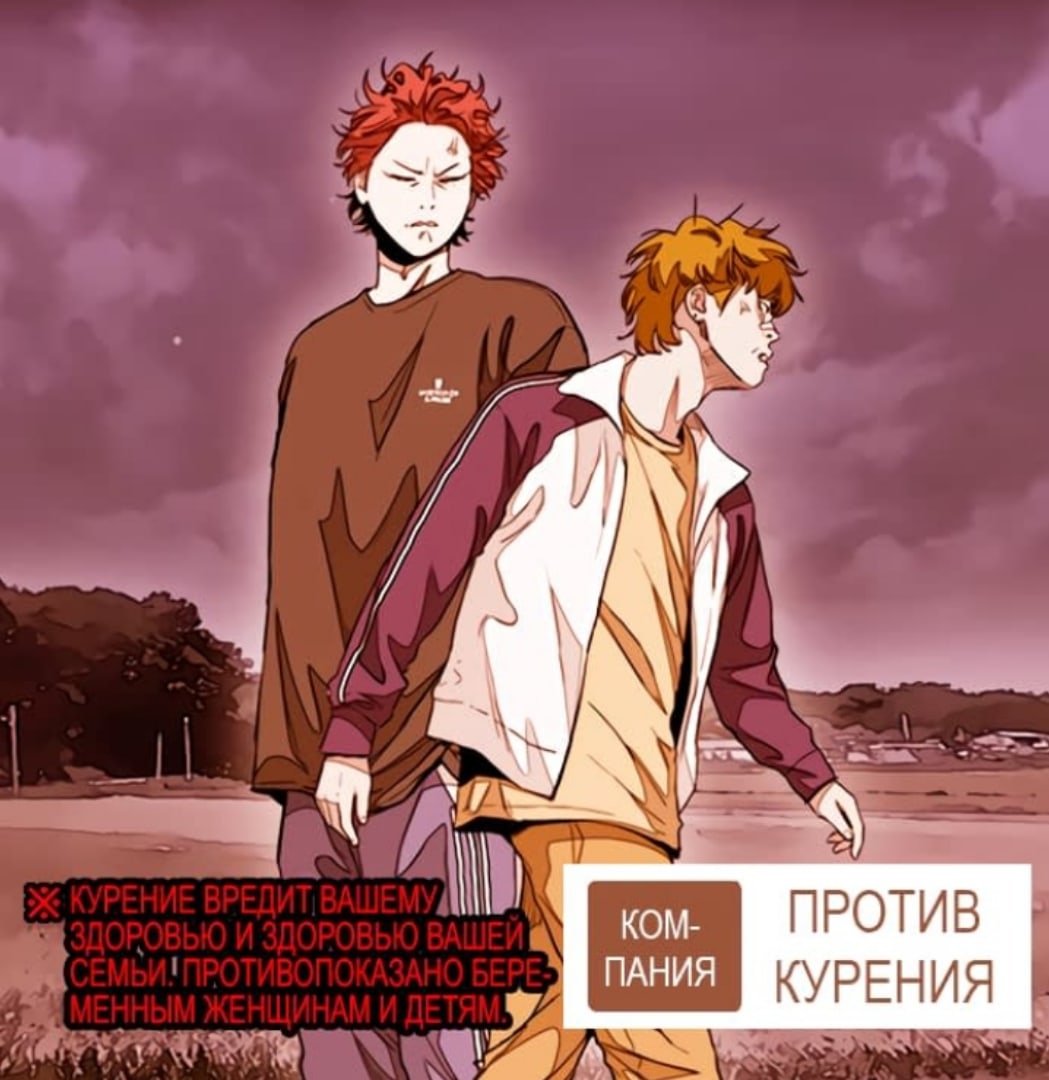 ※ КУРЕНИЕ ВРЕДИТ ВАШЕМУ
ЗДОРОВЬЮ И ЗДОРОВЬЮ ВАШЕЙ
СЕМЬИ. ПРОТИВОПОКАЗАНО БЕРЕ-
МЕННЫМ ЖЕНЩИНАМ И ДЕТЯМ.
КОМ-
ПАНИЯ
ПРОТИВ
КУРЕНИЯ